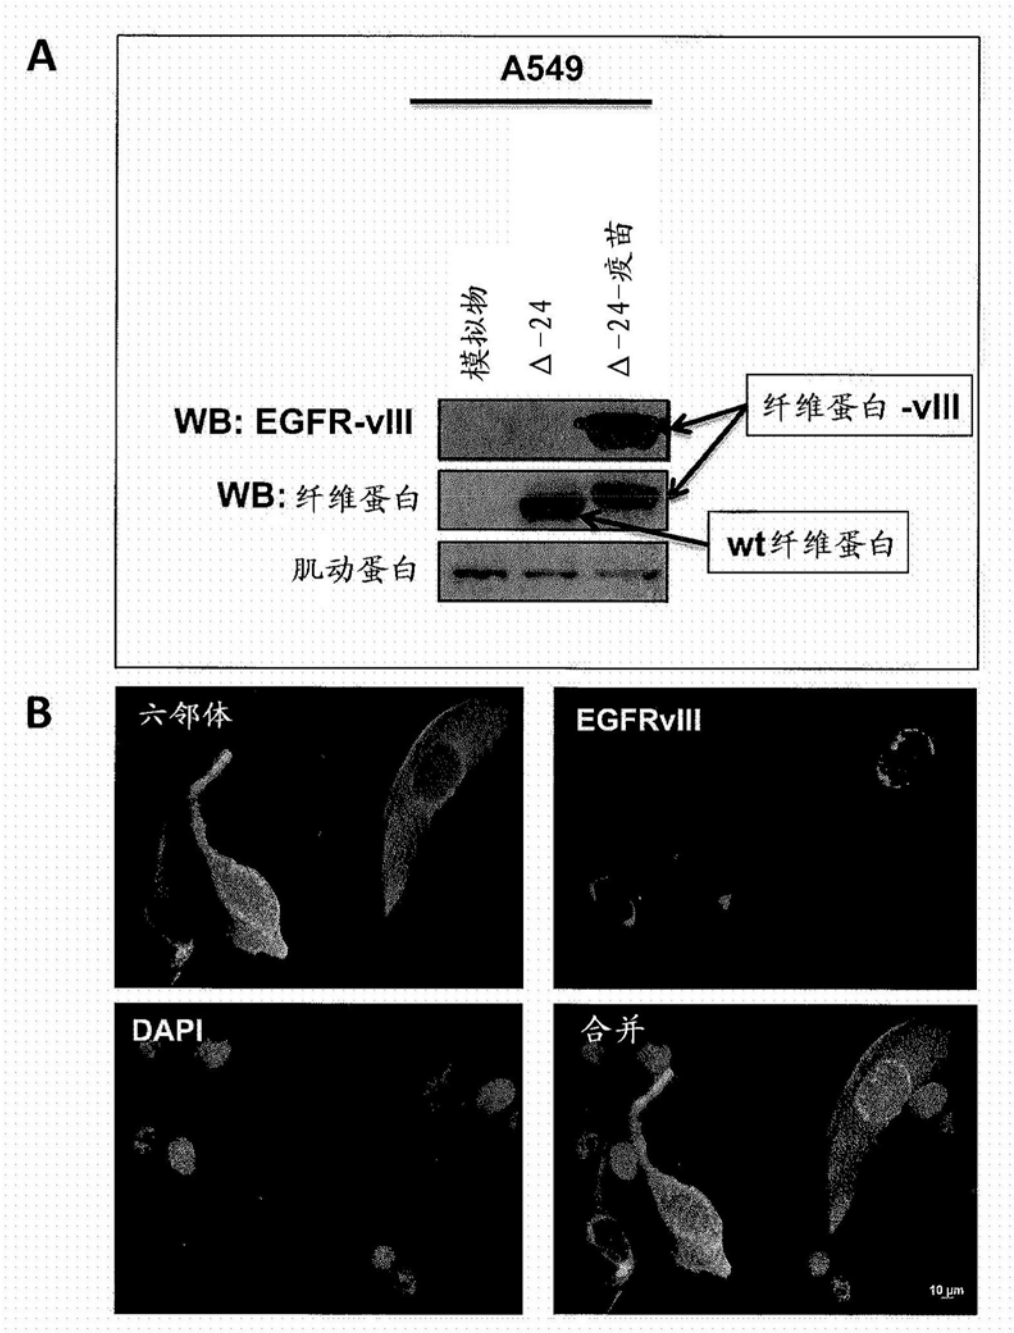 A
A549
模拟物
△-24
△-24-疫苗
WB: EGFR-vIII
纤维蛋白 -vIII
WB: 纤维蛋白
wt纤维蛋白
肌动蛋白
B
六邻体
EGFRvIII
DAPI
合并
10 μm